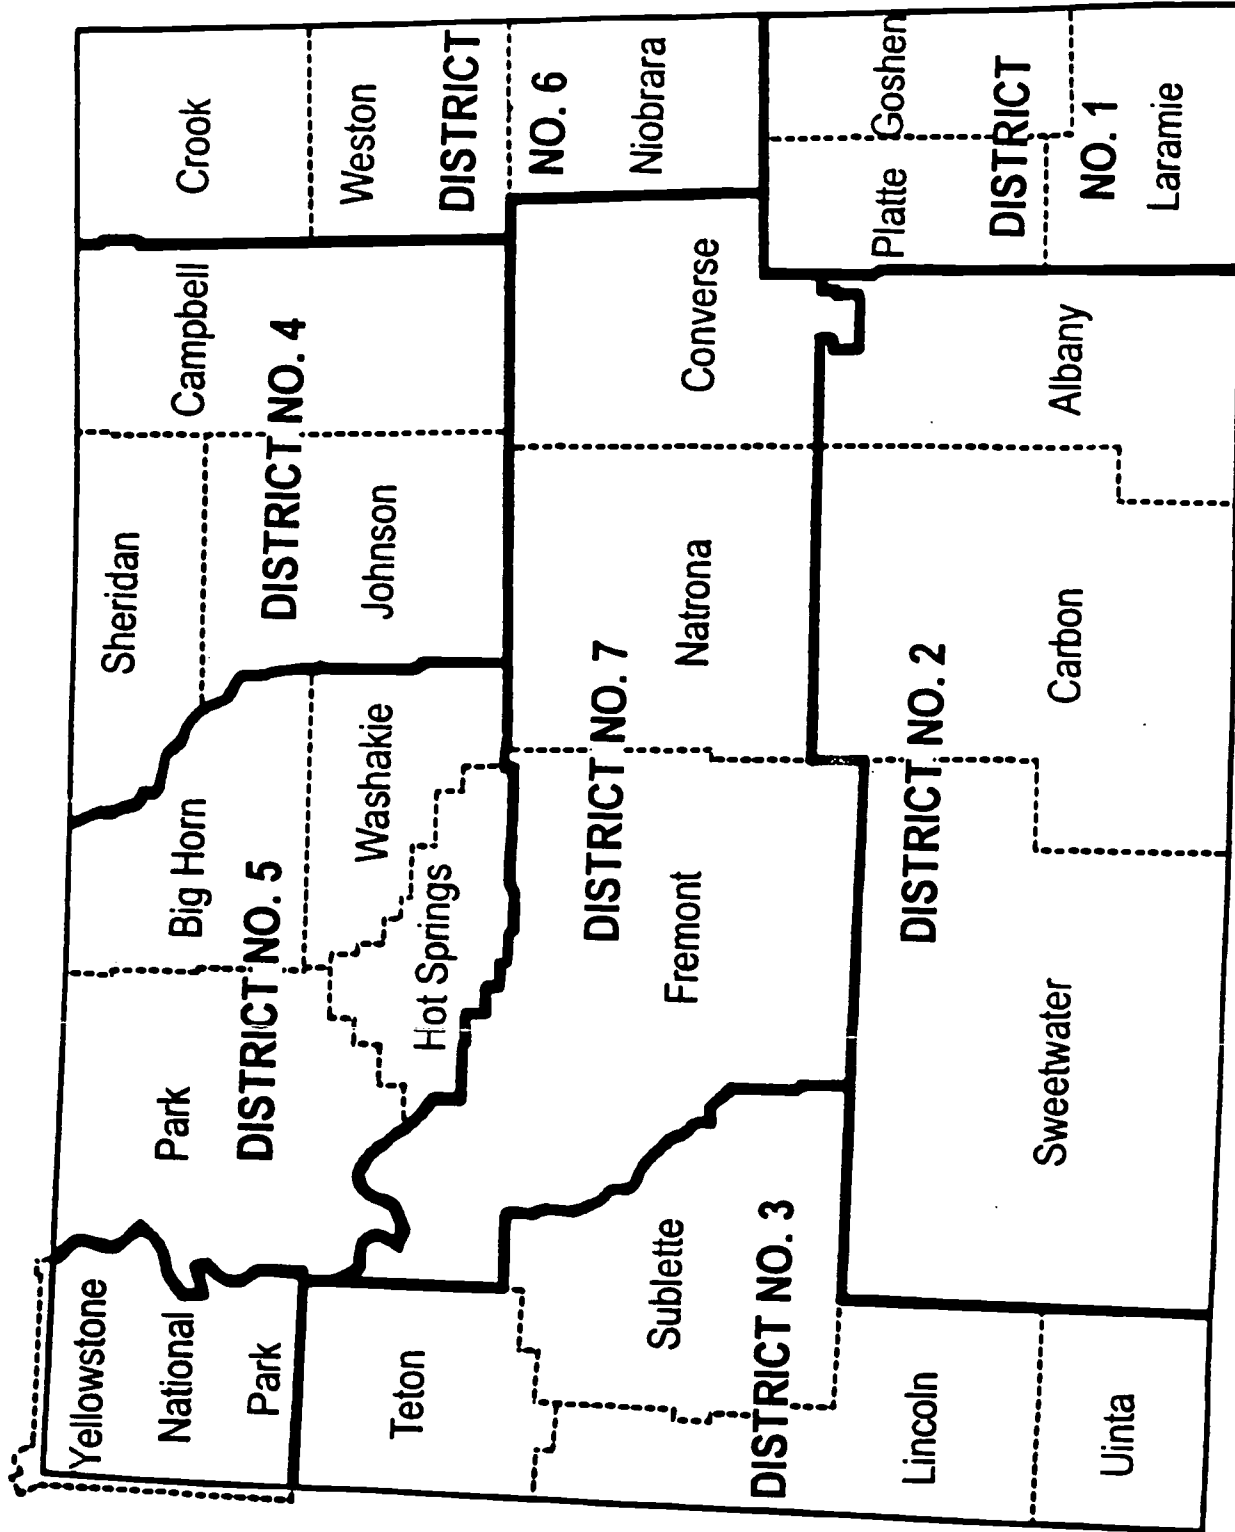 Yellowstone
National
Park
Park
Big Horn
DISTRICT NO. 5
Washakie
Hot Springs
Sheridan
Campbell
DISTRICT NO. 4
Johnson
Crook
Weston
DISTRICT
NO. 6
Niobrara
Teton
Sublette
DISTRICT NO. 3
Lincoln
Uinta
DISTRICT NO. 7
Fremont
Natrona
Converse
DISTRICT NO. 2
Sweetwater
Carbon
Albany
Platte
Goshen
DISTRICT
NO. 1
Laramie